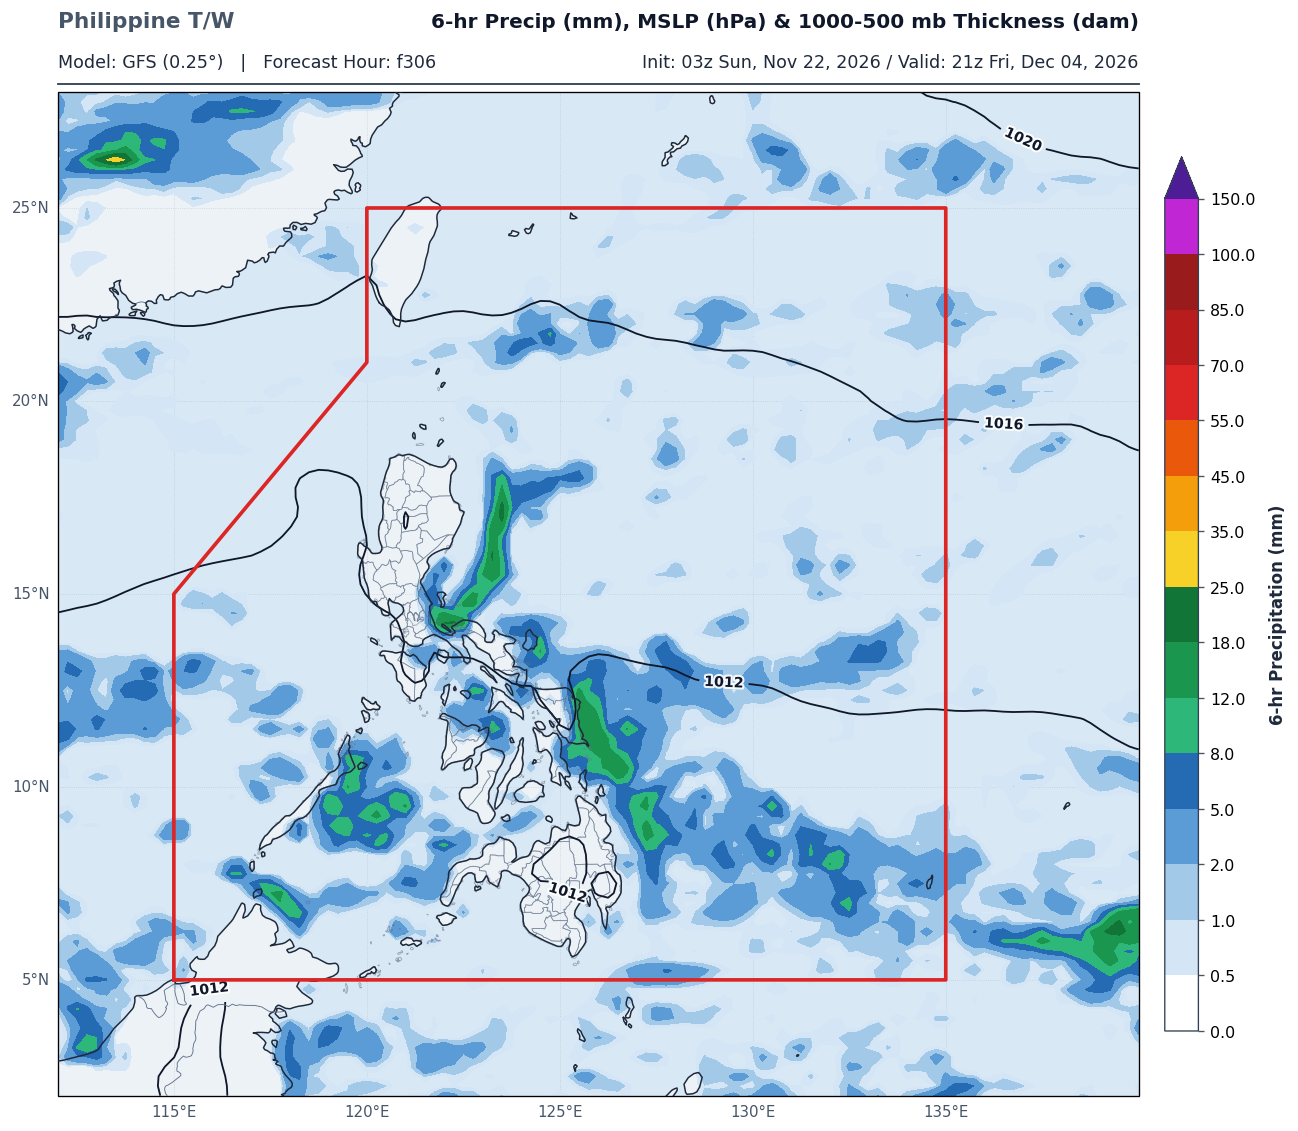 Philippine T/W
6-hr Precip (mm), MSLP (hPa) & 1000-500 mb Thickness (dam)
Model: GFS (0.25°) | Forecast Hour: f306
Init: 03z Sun, Nov 22, 2026 / Valid: 21z Fri, Dec 04, 2026
1020
1016
1012
1012
1012
25°N
20°N
15°N
10°N
5°N
115°E
120°E
125°E
130°E
135°E
150.0
100.0
85.0
70.0
55.0
45.0
35.0
25.0
18.0
12.0
8.0
5.0
2.0
1.0
0.5
0.0
6-hr Precipitation (mm)